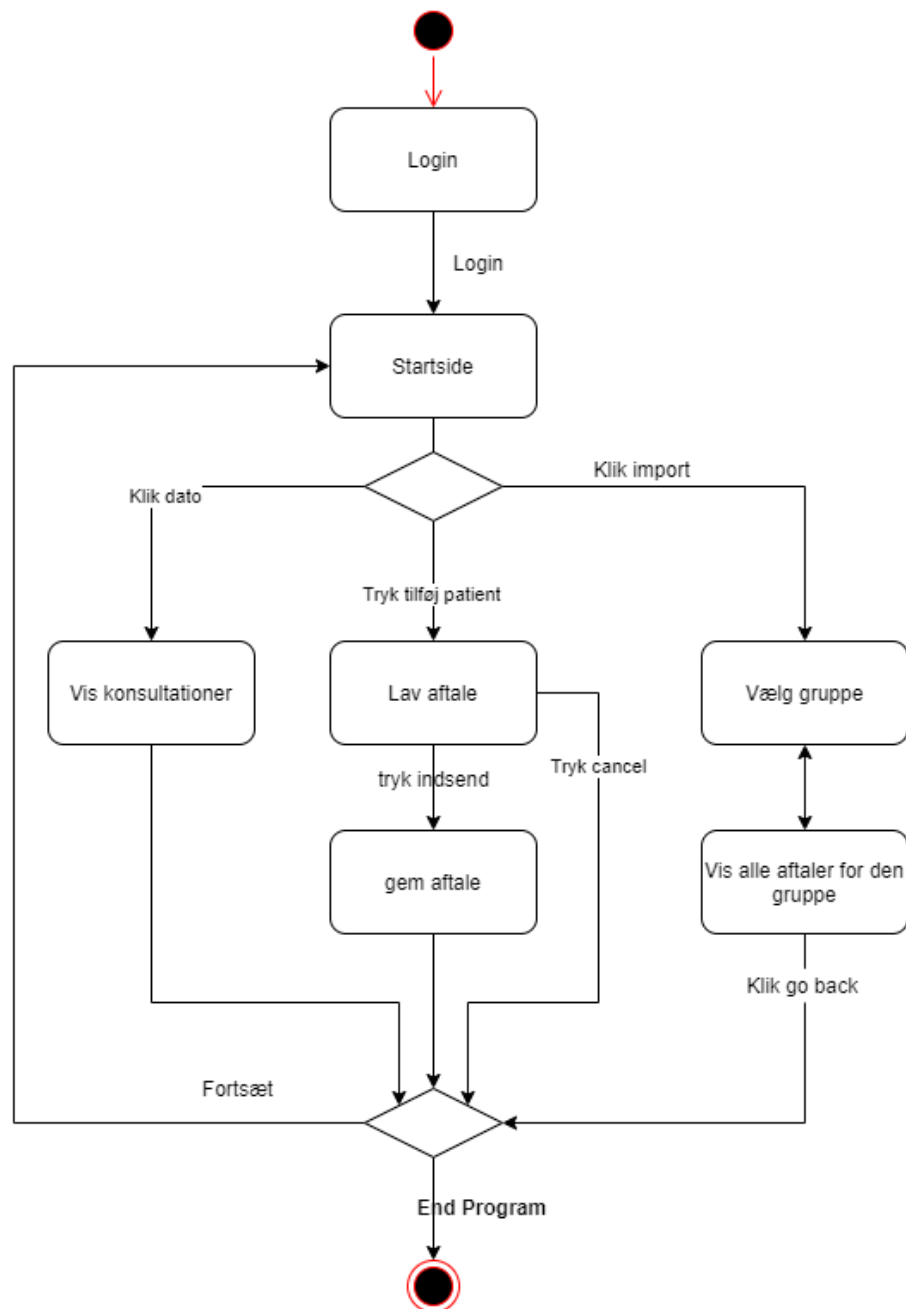 Login
Login
Startside
Klik import
Klik dato
Tryk tilføj patient
Vis konsultationer
Lav aftale
Vælg gruppe
tryk indsend
Tryk cancel
gem aftale
Vis alle aftaler for den
gruppe
Klik go back
Fortsæt
End Program